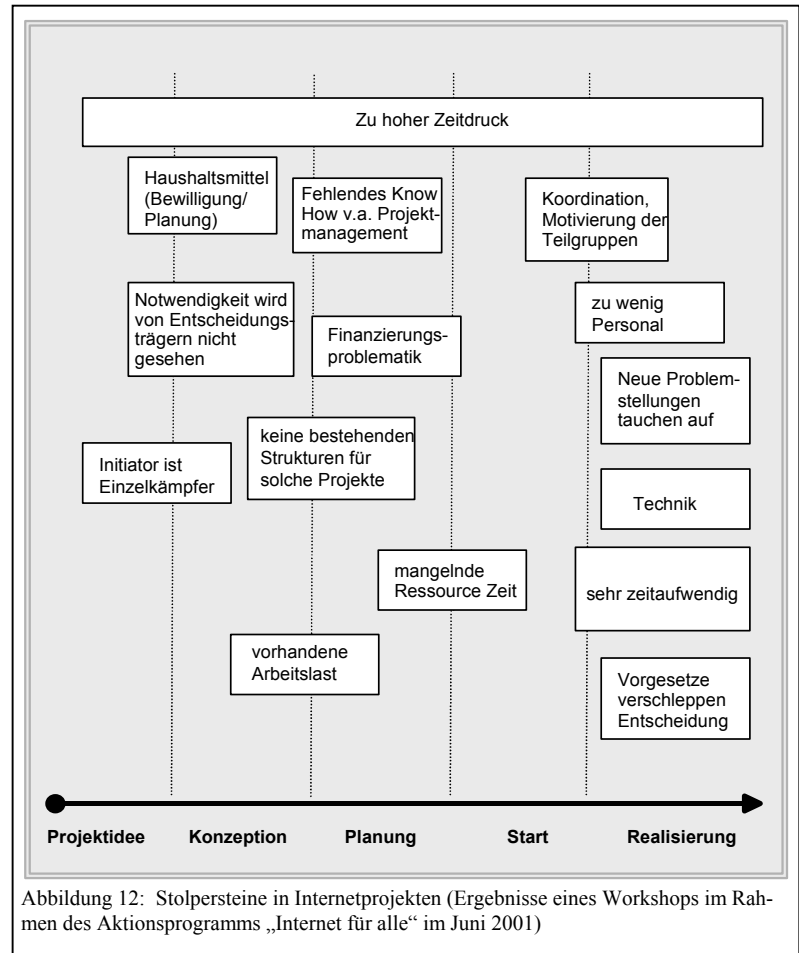 Zu hoher Zeitdruck
Haushaltsmittel
(Bewilligung/
Planung)
Fehlendes Know
How v.a. Projekt-
management
Koordination,
Motivierung der
Teilgruppen
Notwendigkeit wird
von Entscheidungs-
trägern nicht
gesehen
Finanzierungs-
problematik
zu wenig
Personal
Neue Problem-
stellungen
tauchen auf
Initiator ist
Einzelkämpfer
keine bestehenden
Strukturen für
solche Projekte
Technik
mangelnde
Ressource Zeit
sehr zeitaufwendig
vorhandene
Arbeitslast
Vorgesetze
verschleppen
Entscheidung
Projektidee Konzeption Planung Start Realisierung
Abbildung 12: Stolpersteine in Internetprojekten (Ergebnisse eines Workshops im Rah-
men des Aktionsprogramms „Internet für alle“ im Juni 2001)